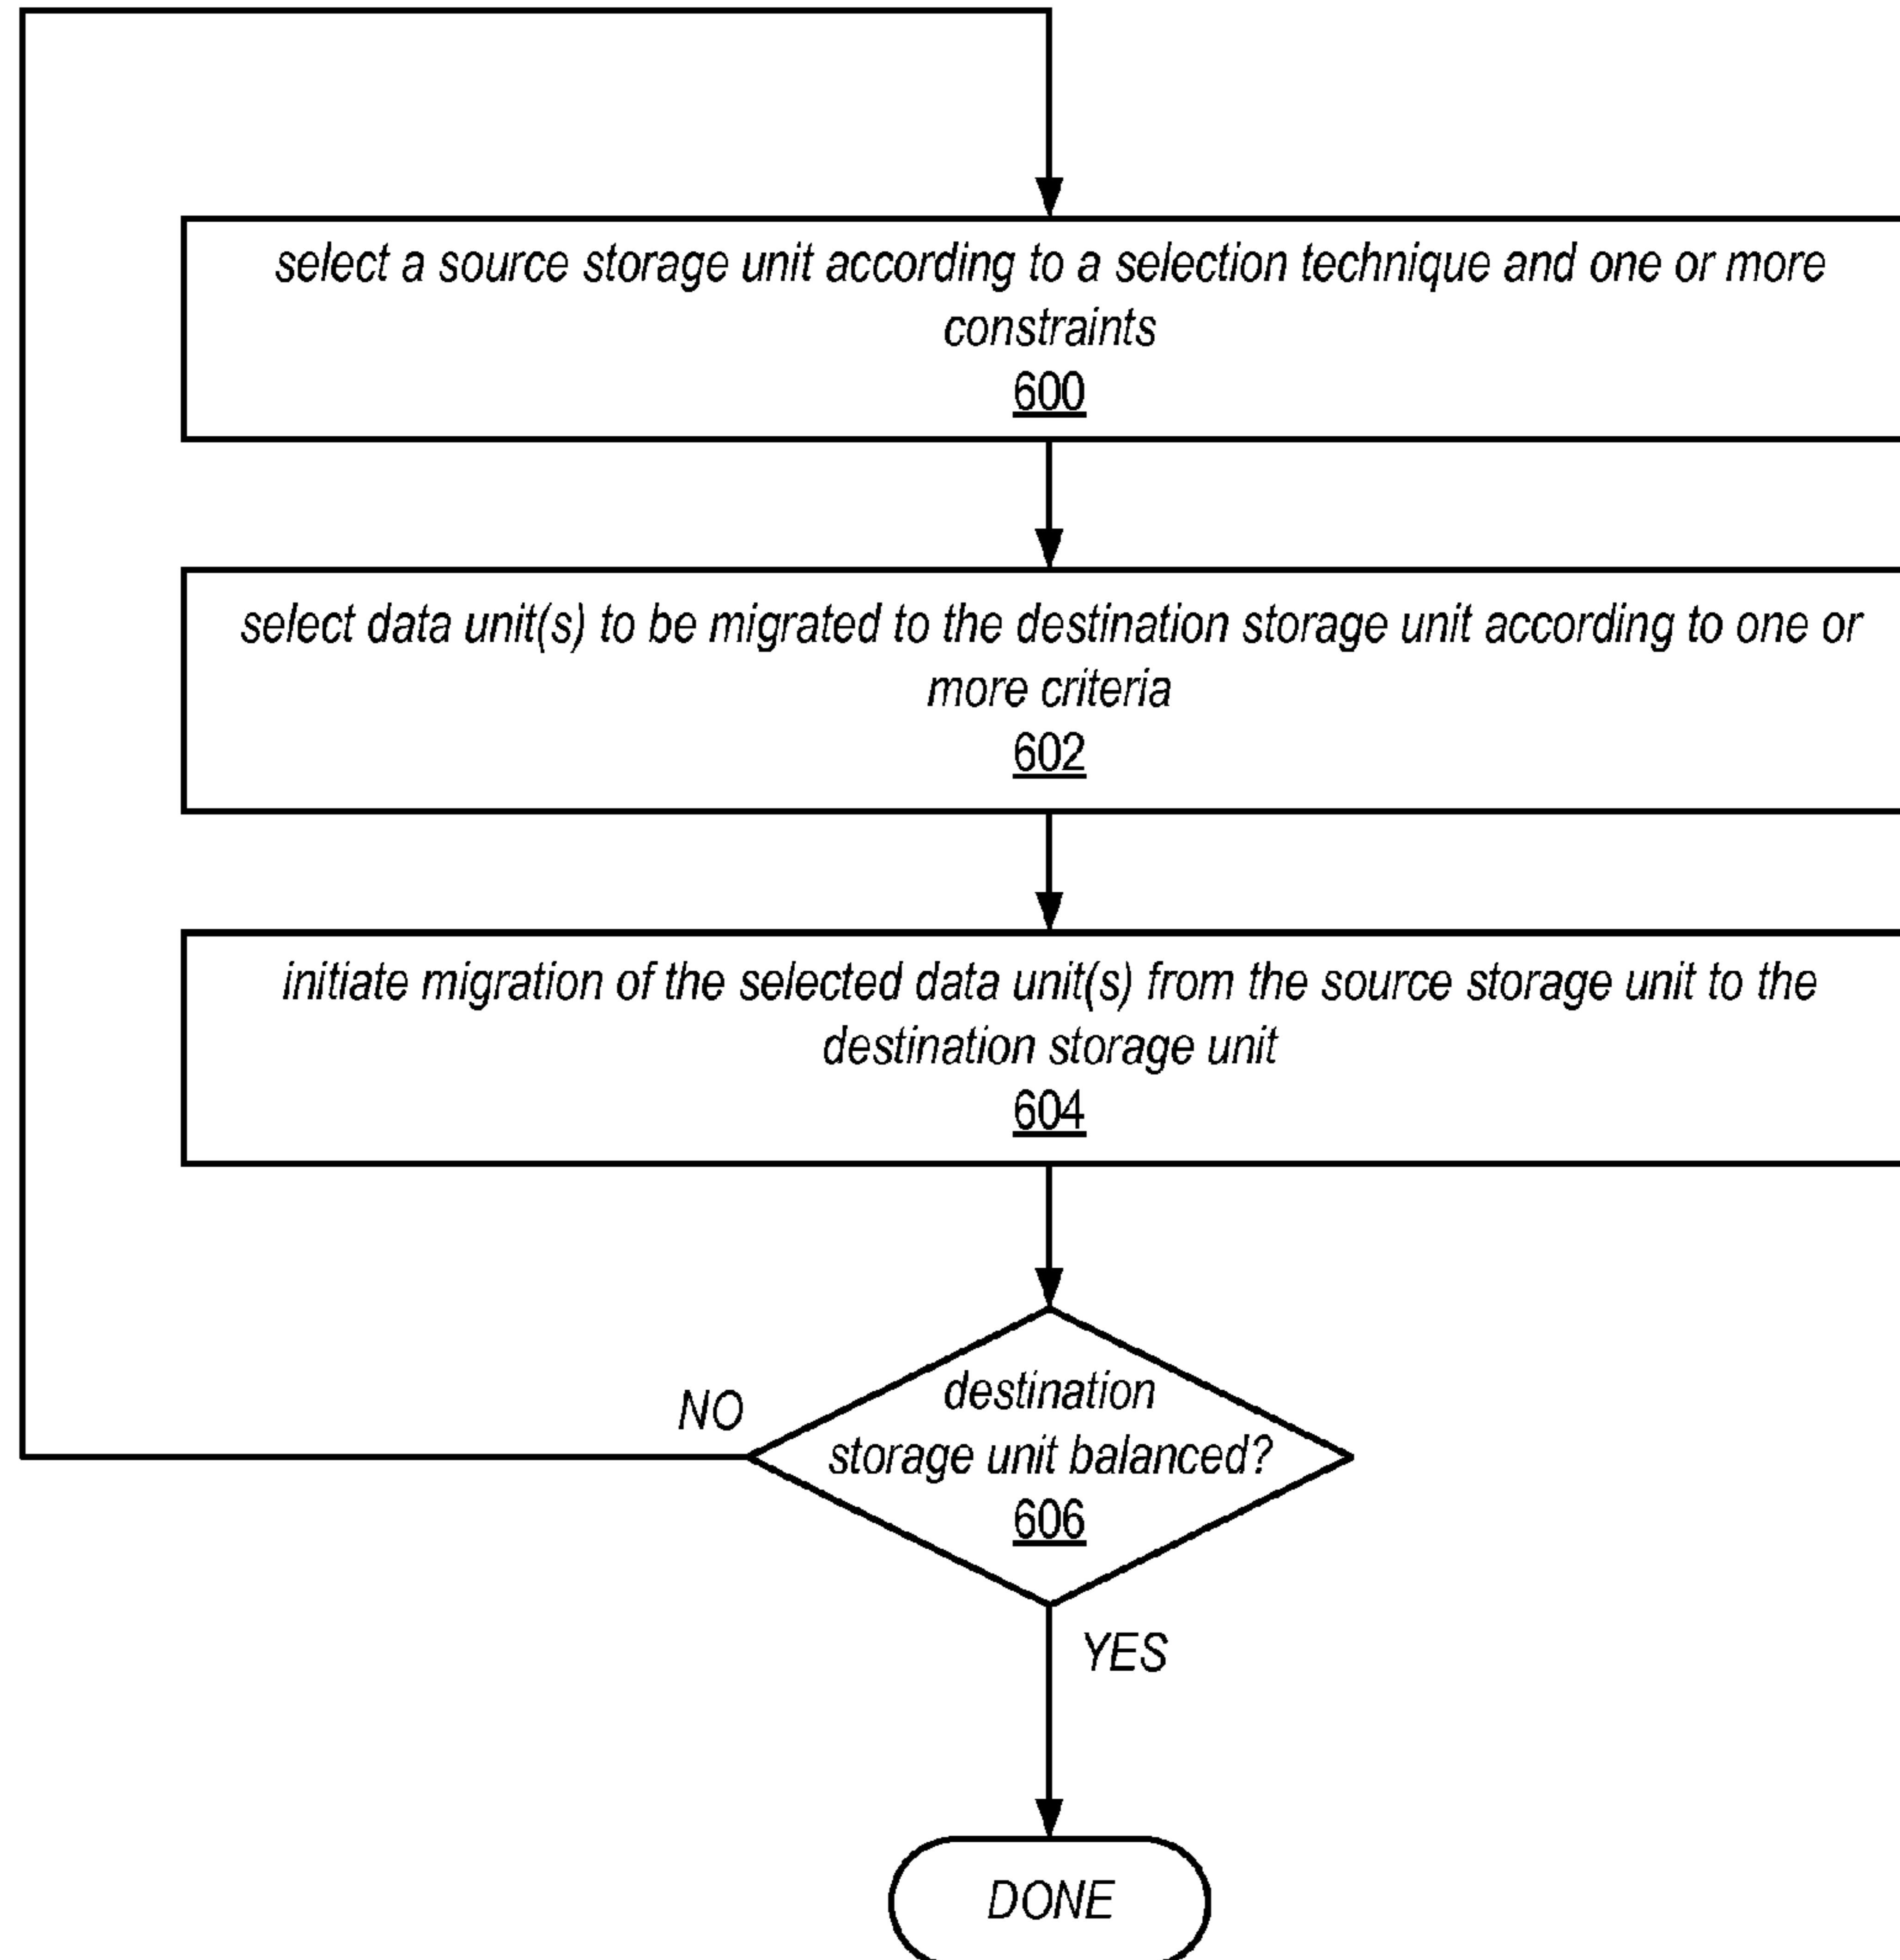 select a source storage unit according to a selection technique and one or more
constraints
600
select data unit(s) to be migrated to the destination storage unit according to one or
more criteria
602
initiate migration of the selected data unit(s) from the source storage unit to the
destination storage unit
604
destination
storage unit balanced?
606
NO
YES
DONE